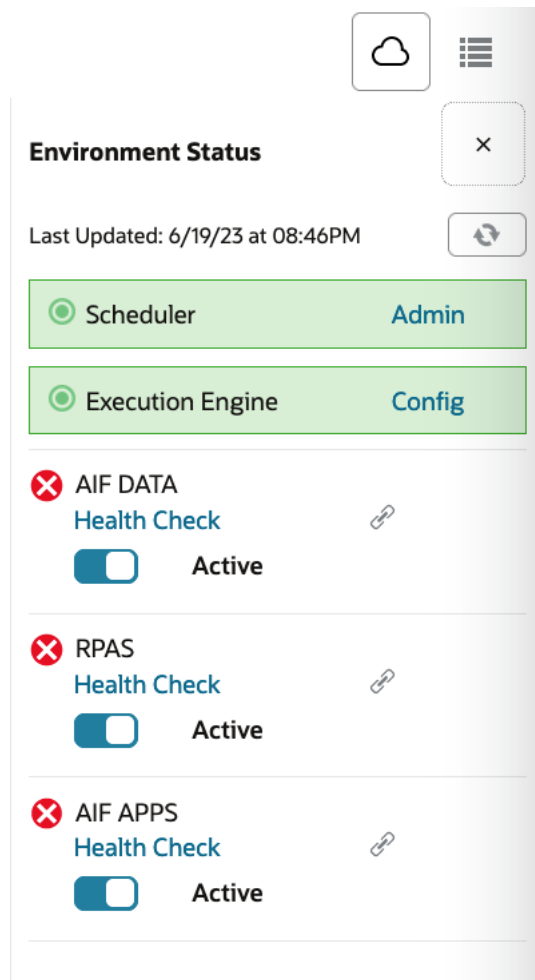 Environment Status
Last Updated: 6/19/23 at 08:46PM
Scheduler Admin
Execution Engine Config
AIF DATA
Health Check
Active
RPAS
Health Check
Active
AIF APPS
Health Check
Active